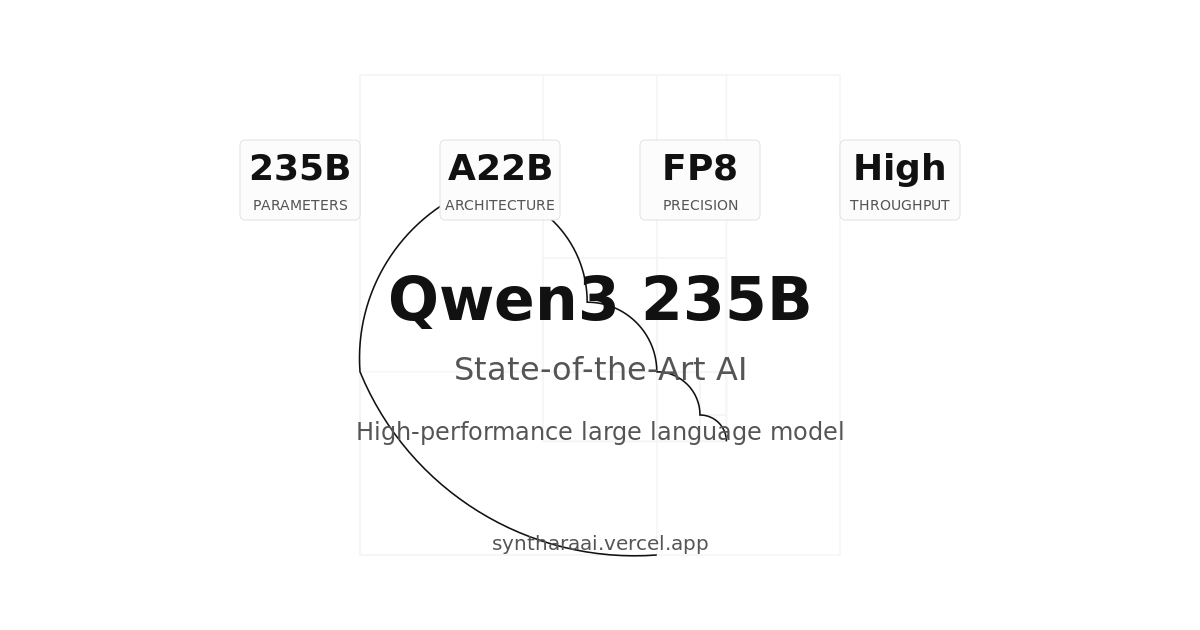 235B
PARAMETERS
A22B
ARCHITECTURE
FP8
PRECISION
High
THROUGHPUT
Qwen3 235B
State-of-the-Art AI
High-performance large language model
syntharaai.vercel.app